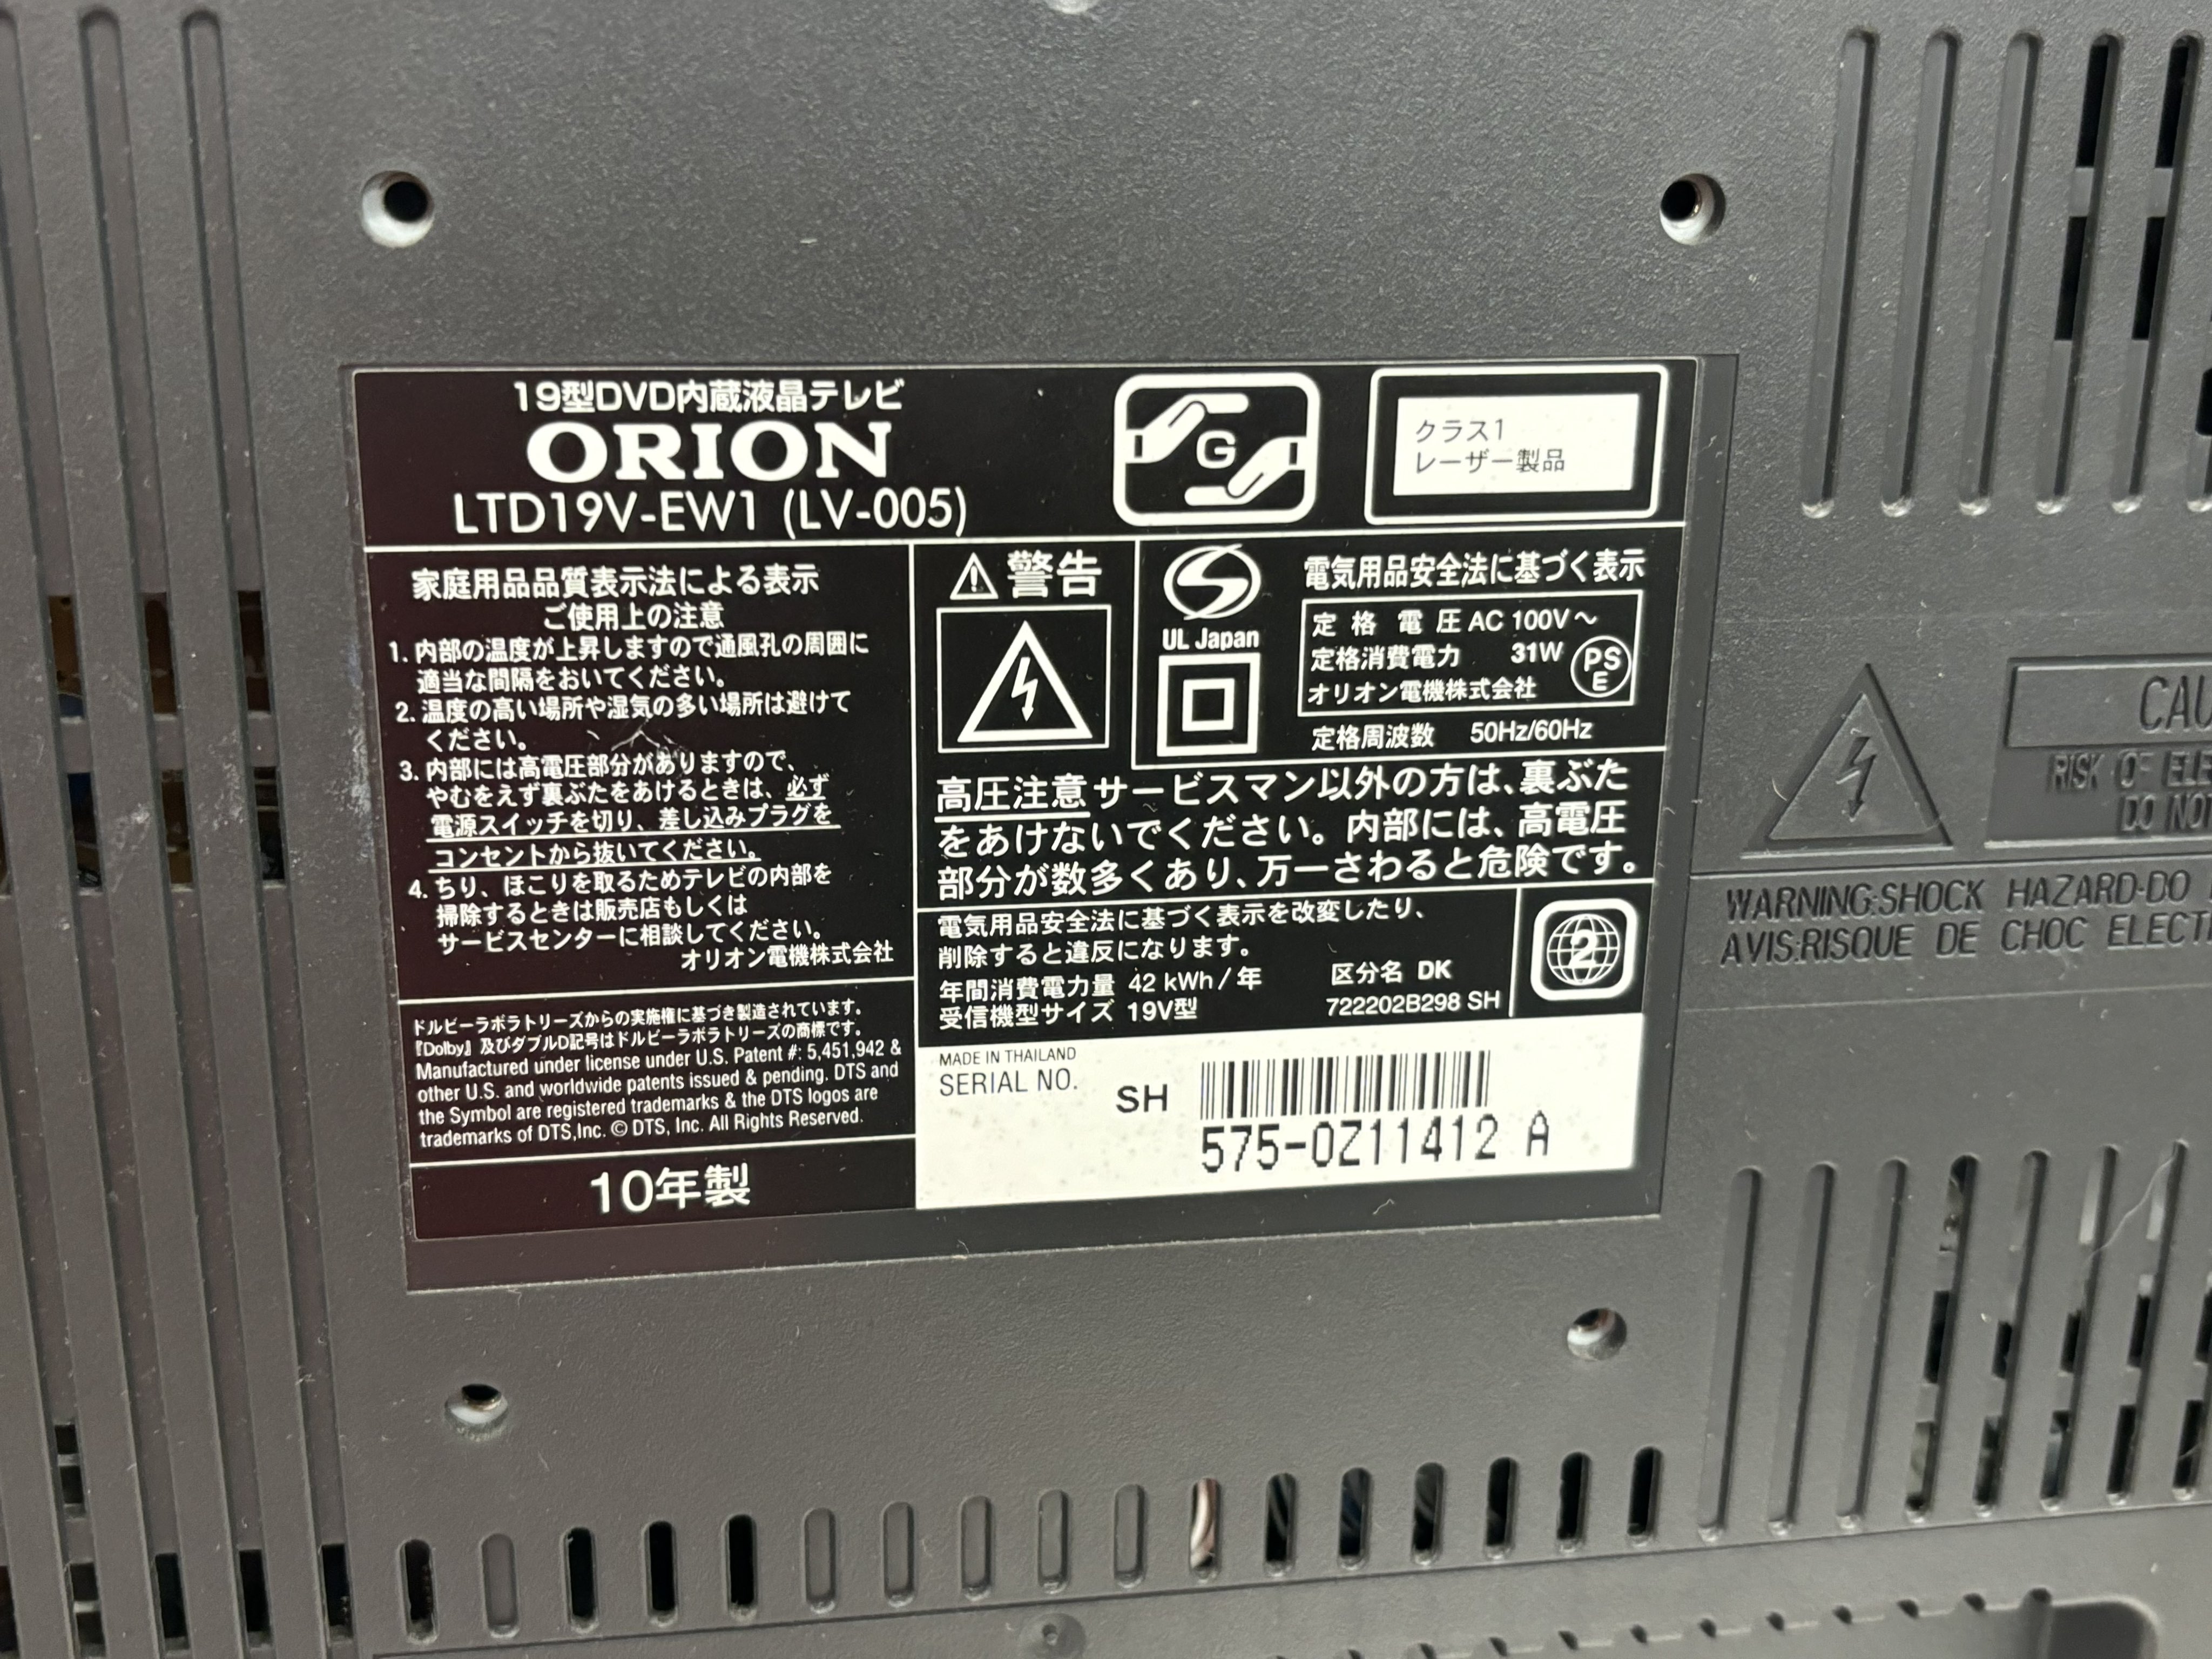 19型DVD内蔵液晶テレビ
ORION
LTD19V-EW1 (LV-005)
G
クラス1
レーザー製品
家庭用品品質表示法による表示
ご使用上の注意
1. 内部の温度が上昇しますので通風孔の周囲に
適当な間隔をおいてください。
2. 温度の高い場所や湿気の多い場所は避けて
ください。
3. 内部には高電圧部分がありますので、
やむをえず裏ぶたをあけるときは、必ず
電源スイッチを切り、差し込みプラグを
コンセントから抜いてください。
4. ちり、ほこりを取るためテレビの内部を
掃除するときは販売店もしくは
サービスセンターに相談してください。
オリオン電機株式会社
ドルビーラボラトリーズからの実施権に基づき製造されています。
『Dolby』及びダブルD記号はドルビーラボラトリーズの商標です。
Manufactured under license under U.S. Patent #: 5,451,942 &
other U.S. and worldwide patents issued & pending. DTS and
the Symbol are registered trademarks & the DTS logos are
trademarks of DTS,Inc. © DTS, Inc. All Rights Reserved.
10年製
警告
UL Japan
電気用品安全法に基づく表示
定格電圧 AC 100V～
定格消費電力 31W
PSE
オリオン電機株式会社
定格周波数 50Hz/60Hz
高圧注意 サービスマン以外の方は、裏ぶた
をあけないでください。内部には、高電圧
部分が数多くあり、万一さわると危険です。
電気用品安全法に基づく表示を改変したり、
削除すると違反になります。
年間消費電力量 42 kWh/年 区分名 DK
受信機型サイズ 19V型 722202B298 SH
2
MADE IN THAILAND
SERIAL NO.
SH
575-0Z11412 A
RISK OF
DO NO
WARNING:SHOCK HAZARD-DO
AVIS:RISQUE DE CHOC